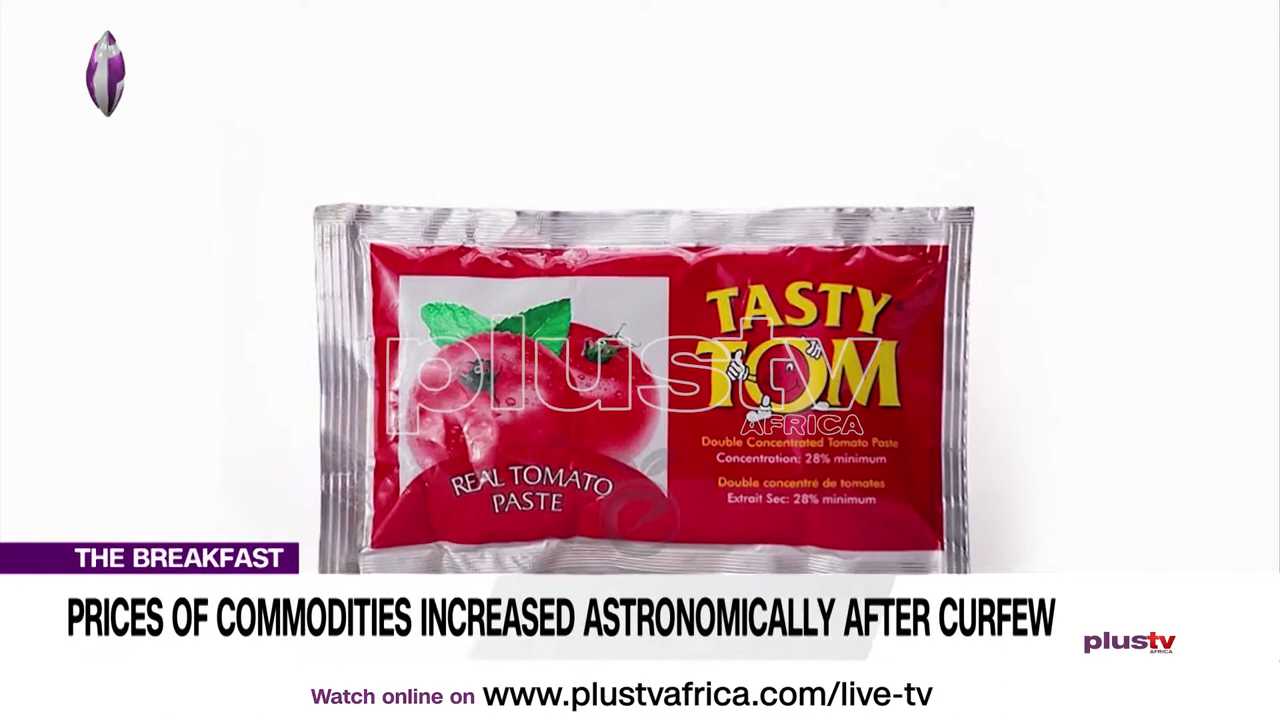 TASTY
TOM
plustv
AFRICA
Double Concentrated Tomato Paste
Concentration: 28% minimum
Double concentré de tomates
Extrait Sec: 28% minimum
REAL TOMATO
PASTE
THE BREAKFAST
PRICES OF COMMODITIES INCREASED ASTRONOMICALLY AFTER CURFEW
plustv
AFRICA
Watch online on www.plustvafrica.com/live-tv